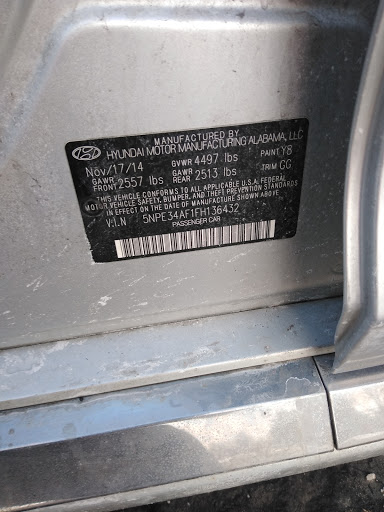 MANUFACTURED BY
HYUNDAI MOTOR MANUFACTURING ALABAMA, LLC
Nov/17/14 GVWR 4497 lbs PAINT Y8
GAWR FRONT 2557 lbs GAWR REAR 2513 lbs TRIM GG
THIS VEHICLE CONFORMS TO ALL APPLICABLE U.S.A FEDERAL
MOTOR VEHICLE SAFETY, BUMPER, AND THEFT PREVENTION STANDARDS
IN EFFECT ON THE DATE OF MANUFACTURE SHOWN ABOVE.
V.I.N 5NPE34AF1FH136432
PASSENGER CAR